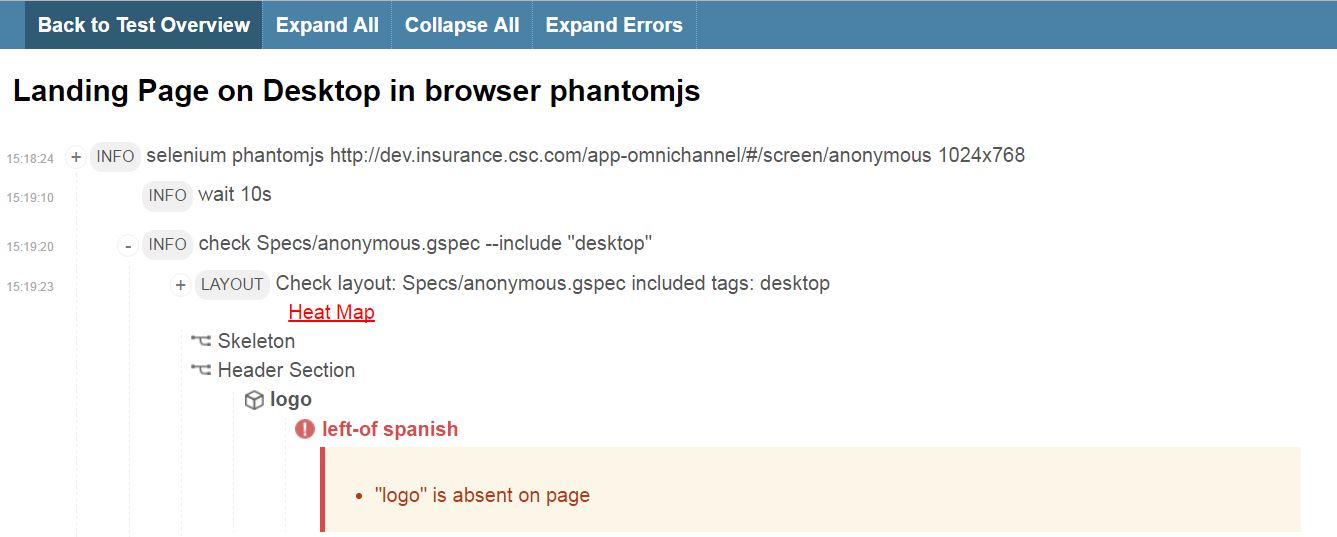 Back to Test Overview Expand All Collapse All Expand Errors
Landing Page on Desktop in browser phantomjs
15:18:24 + INFO selenium phantomjs http://dev.insurance.csc.com/app-omnichannel/#/screen/anonymous 1024x768
15:19:10 INFO wait 10s
15:19:20 - INFO check Specs/anonymous.gspec --include "desktop"
15:19:23 + LAYOUT Check layout: Specs/anonymous.gspec included tags: desktop
Heat Map
Skeleton
Header Section
logo
left-of spanish
• "logo" is absent on page